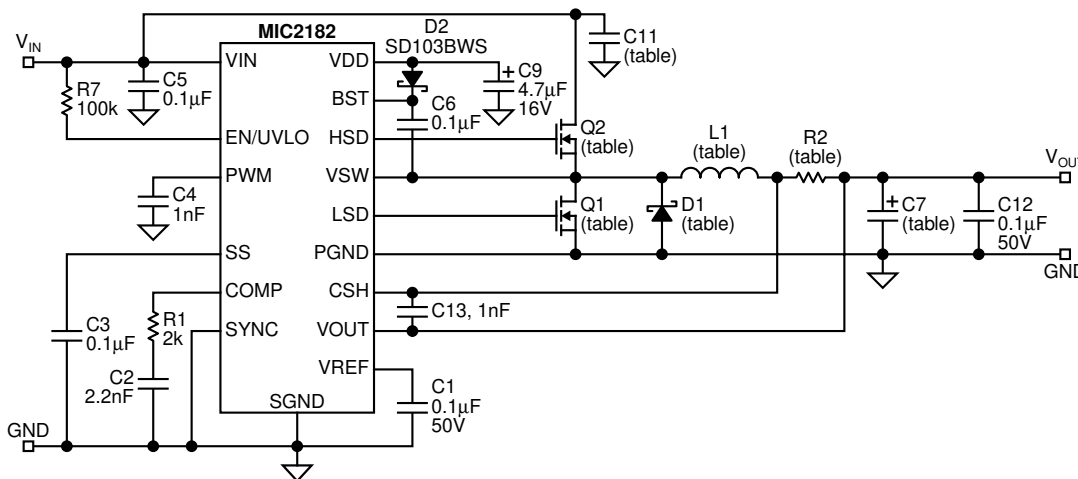 MIC2182
D2
SD103BWS
VIN
R7
100k
C5
0.1µF
VIN
EN/UVLO
PWM
SS
COMP
SYNC
SGND
VDD
BST
HSD
VSW
LSD
PGND
CSH
VOUT
VREF
C11
(table)
+ C9
4.7µF
16V
C6
0.1µF
Q2
(table)
L1
(table)
R2
(table)
VOUT
Q1
(table)
D1
(table)
+ C7
(table)
C12
0.1µF
50V
GND
C4
1nF
C3
0.1µF
R1
2k
C2
2.2nF
C13, 1nF
C1
0.1µF
50V
GND